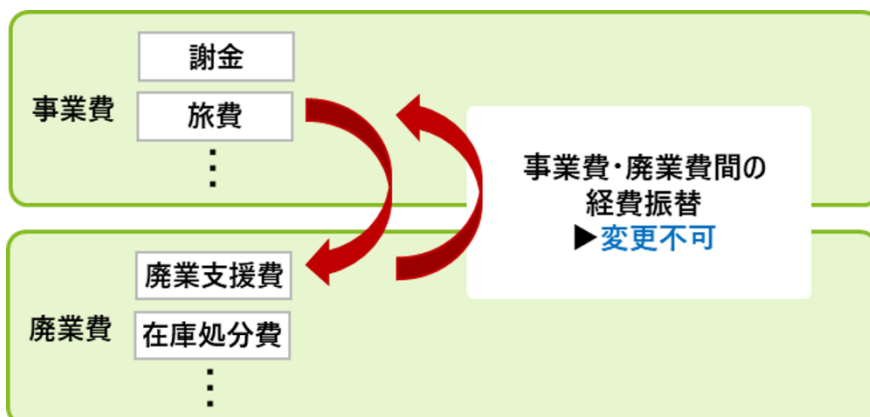 事業費
謝金
旅費
⋮
事業費・廃業費間の
経費振替
▶変更不可
廃業費
廃業支援費
在庫処分費
⋮